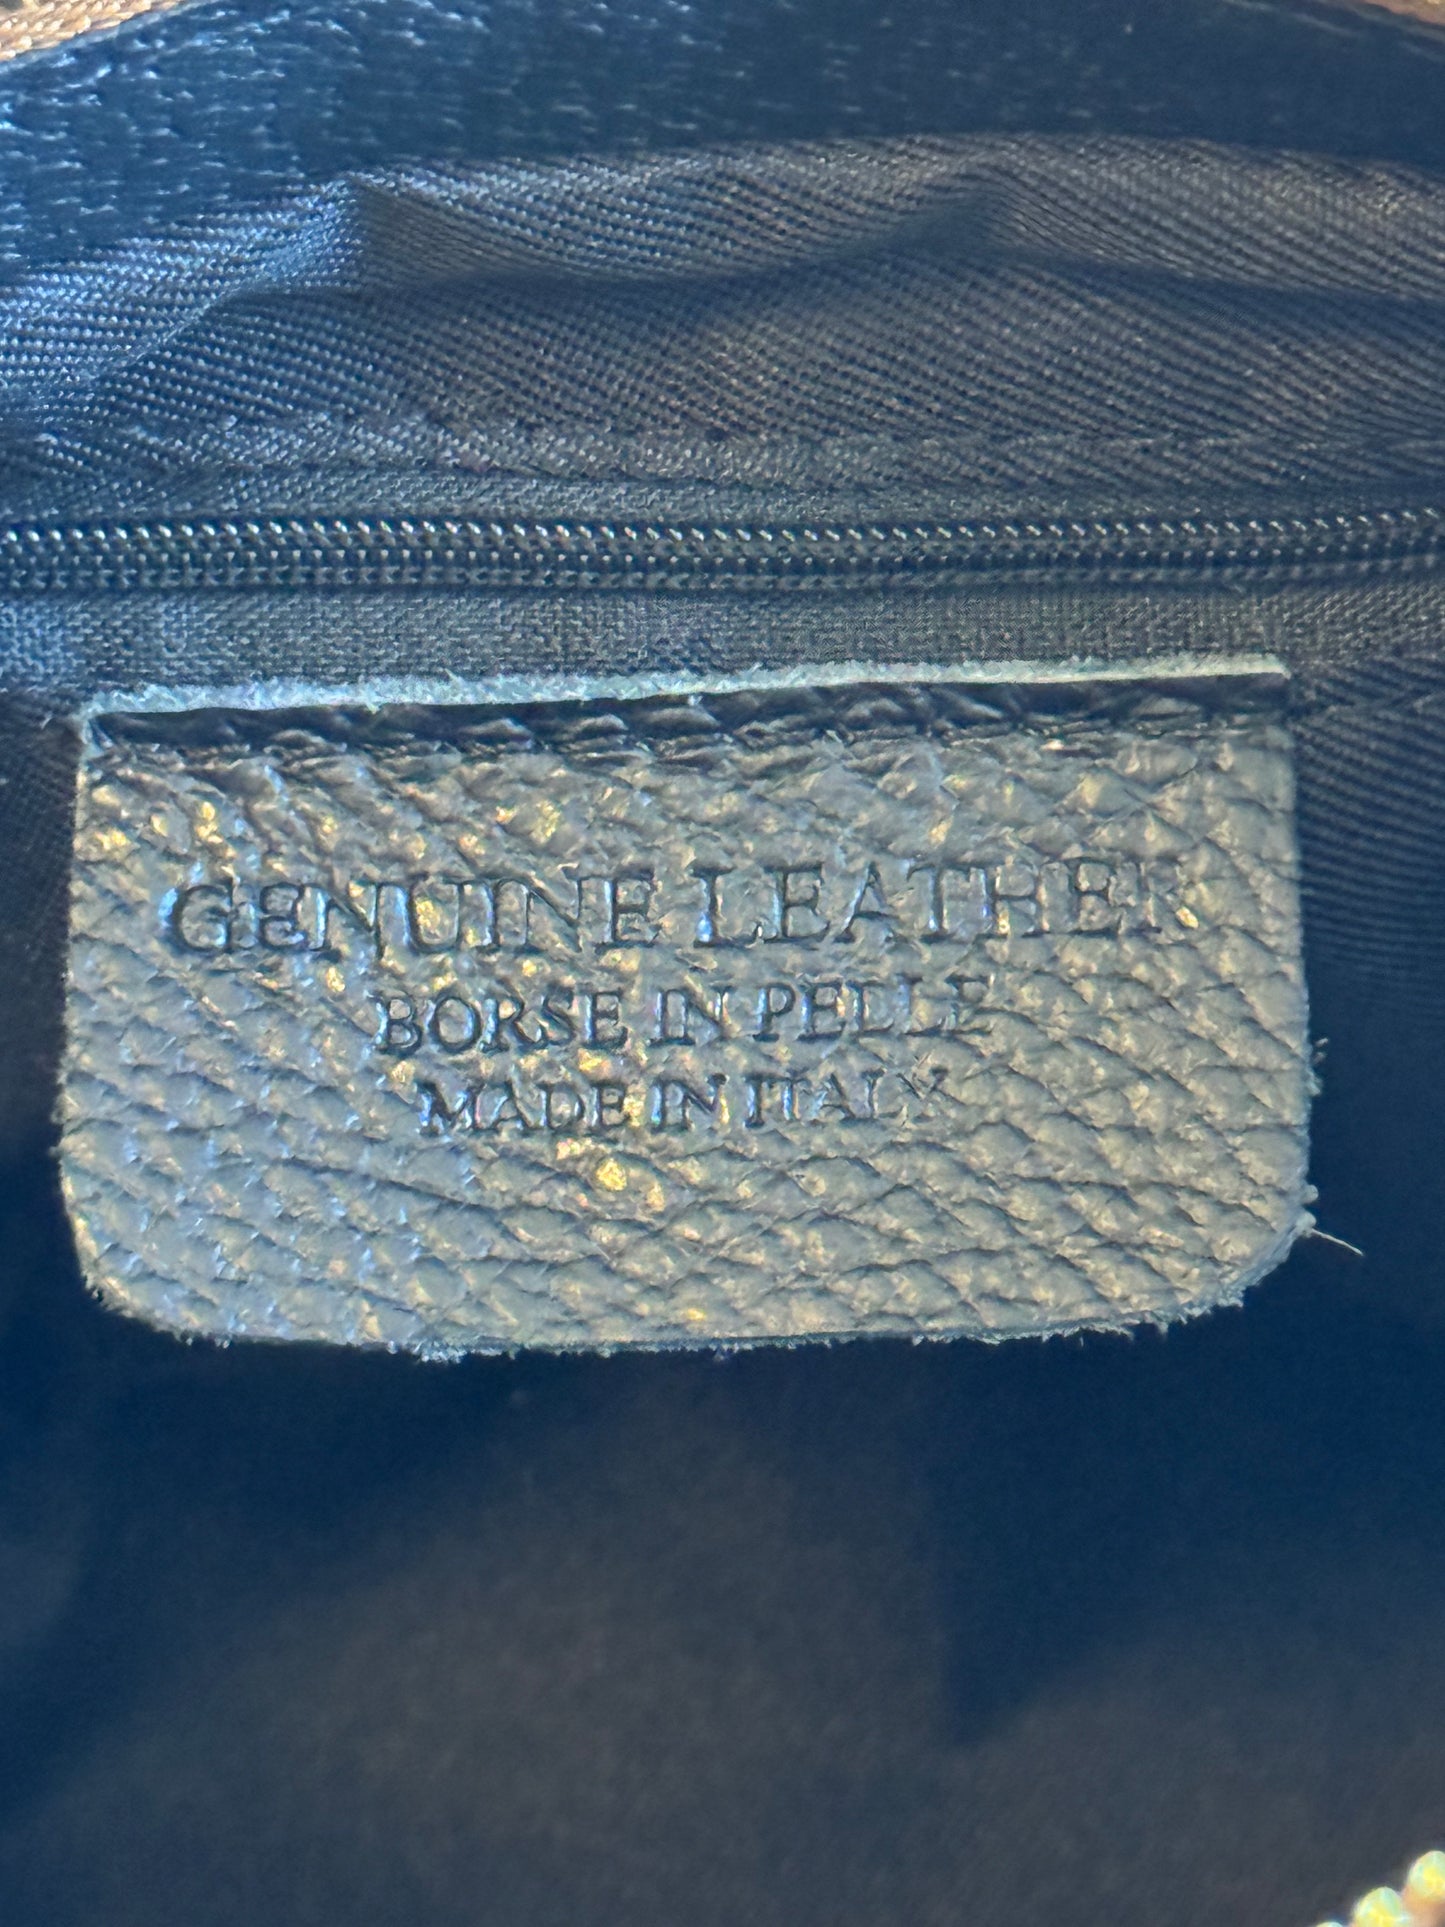 GENUINE LEATHER
BORSE IN PELLE
MADE IN ITALY